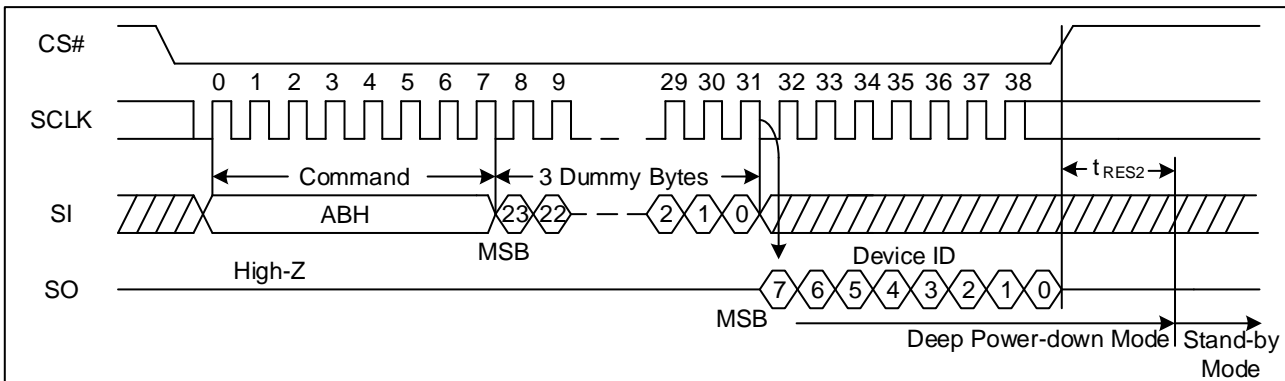 CS#
0 1 2 3 4 5 6 7 8 9 29 30 31 32 33 34 35 36 37 38
SCLK
Command 3 Dummy Bytes tRES2
SI ABH 23 22 2 1 0
MSB
High-Z Device ID
SO 7 6 5 4 3 2 1 0
MSB
Deep Power-down Mode Stand-by
Mode